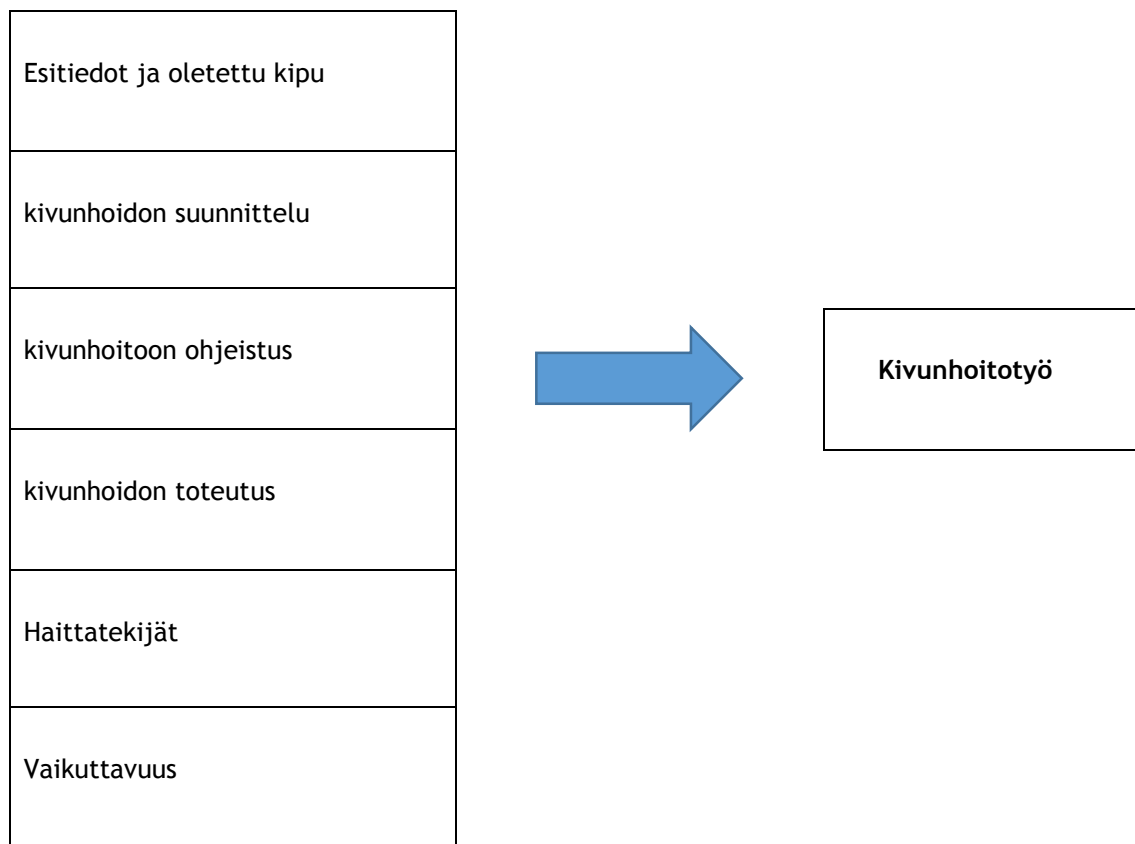 Esitiedot ja oletettu kipu
kivunhoidon suunnittelu
kivunhoitoon ohjeistus
kivunhoidon toteutus
Haittatekijät
Vaikuttavuus
Kivunhoitotyö